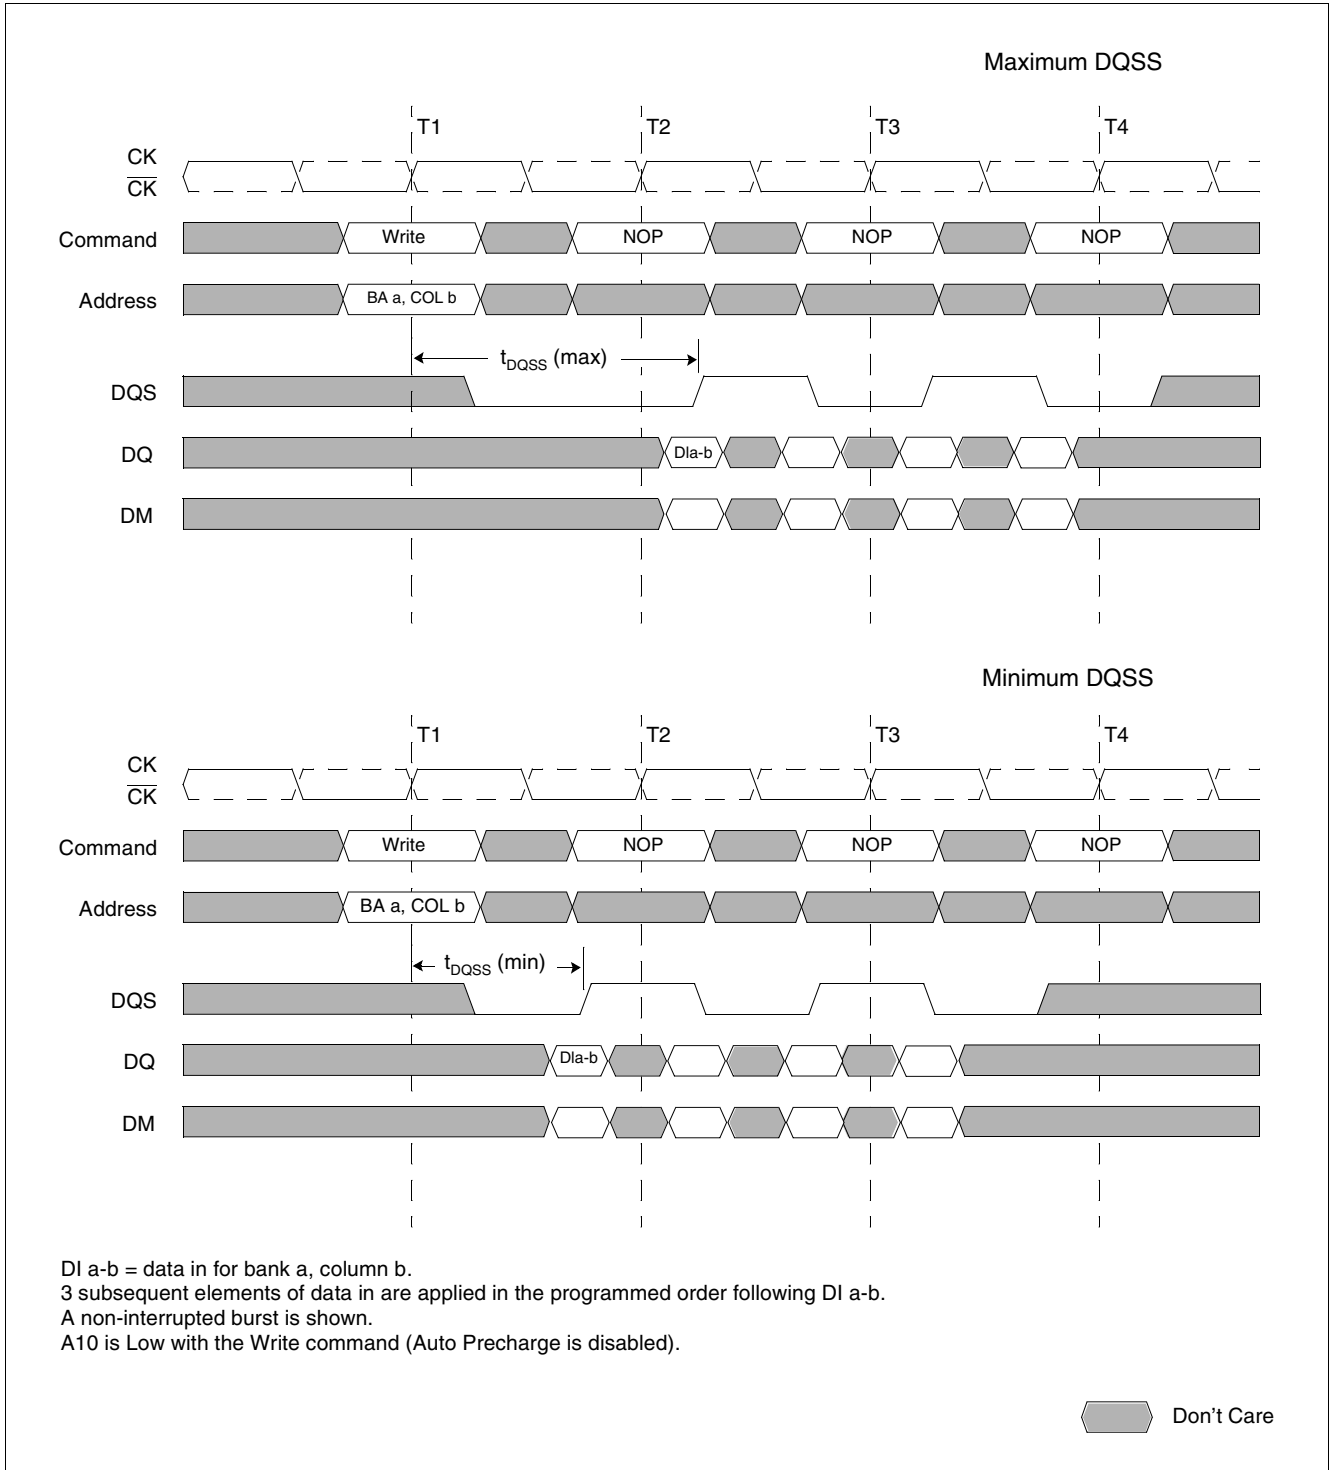 Maximum DQSS
T1 T2 T3 T4
CK
CK
Command Write NOP NOP NOP
Address BA a, COL b
tDQSS (max)
DQS
DQ DIa-b
DM
Minimum DQSS
T1 T2 T3 T4
CK
CK
Command Write NOP NOP NOP
Address BA a, COL b
tDQSS (min)
DQS
DQ DIa-b
DM
DI a-b = data in for bank a, column b.
3 subsequent elements of data in are applied in the programmed order following DI a-b.
A non-interrupted burst is shown.
A10 is Low with the Write command (Auto Precharge is disabled).
Don't Care